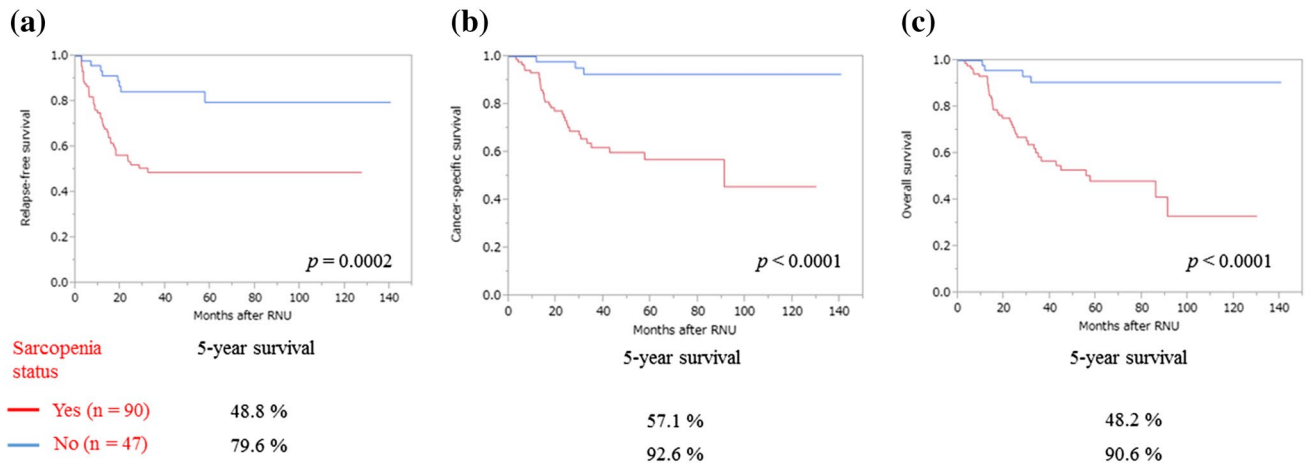 (a)
(b)
(c)
Relapse-free survival
1.0
0.8
0.6
0.4
0.2
0.0
0 20 40 60 80 100 120 140
Months after RNU
p = 0.0002
Cancer-specific survival
1.0
0.8
0.6
0.4
0.2
0.0
0 20 40 60 80 100 120 140
Months after RNU
p < 0.0001
Overall survival
1.0
0.8
0.6
0.4
0.2
0.0
0 20 40 60 80 100 120 140
Months after RNU
p < 0.0001
Sarcopenia
status
5-year survival
5-year survival
5-year survival
Yes (n = 90) 48.8 % 57.1 % 48.2 %
No (n = 47) 79.6 % 92.6 % 90.6 %